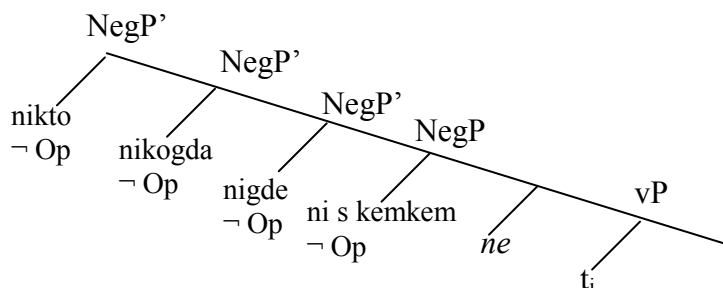 NegP’
NegP’
NegP’
NegP
vP
nikto
¬ Op
nikogda
¬ Op
nigde
¬ Op
ni s kemkem
¬ Op
ne
ti